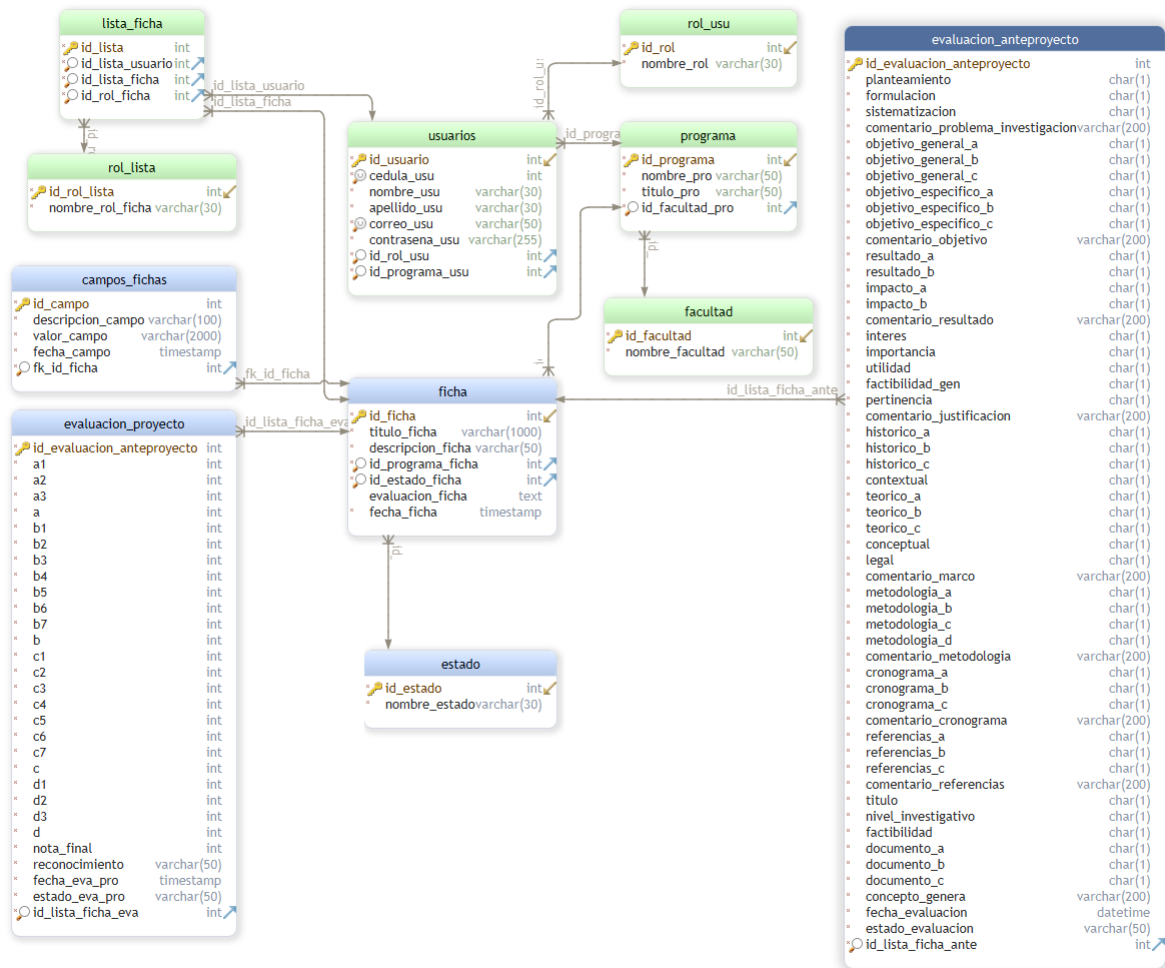 lista_ficha
id_lista int
id_lista_usuario int
id_lista_ficha int
id_rol_ficha int
id_lista_usuario
id_lista_ficha
rol_lista
id_rol_lista int
nombre_rol_ficha varchar(30)
rol_usu
id_rol int
nombre_rol varchar(30)
usuarios
id_usuario int
cedula_usu int
nombre_usu varchar(30)
apellido_usu varchar(30)
correo_usu varchar(50)
contrasena_usu varchar(255)
id_rol_usu int
id_programa_usu int
id_progra
programa
id_programa int
nombre_pro varchar(50)
titulo_pro varchar(50)
id_facultad_pro int
id_
facultad
id_facultad int
nombre_facultad varchar(50)
campos_fichas
id_campo int
descripcion_campo varchar(100)
valor_campo varchar(2000)
fecha_campo timestamp
fk_id_ficha int
fk_id_ficha
ficha
id_ficha int
titulo_ficha varchar(1000)
descripcion_ficha varchar(50)
id_programa_ficha int
id_estado_ficha int
evaluacion_ficha text
fecha_ficha timestamp
id_lista_ficha_eva
id_lista_ficha_ante
id_
estado
id_estado int
nombre_estado varchar(30)
evaluacion_proyecto
id_evaluacion_anteproyecto int
a1 int
a2 int
a3 int
a int
b1 int
b2 int
b3 int
b4 int
b5 int
b6 int
b7 int
b int
c1 int
c2 int
c3 int
c4 int
c5 int
c6 int
c7 int
c int
d1 int
d2 int
d3 int
d int
nota_final int
reconocimiento varchar(50)
fecha_eva_pro timestamp
estado_eva_pro varchar(50)
id_lista_ficha_eva int
evaluacion_anteproyecto
id_evaluacion_anteproyecto int
planteamiento char(1)
formulacion char(1)
sistematizacion char(1)
comentario_problema_investigacion varchar(200)
objetivo_general_a char(1)
objetivo_general_b char(1)
objetivo_general_c char(1)
objetivo_especifico_a char(1)
objetivo_especifico_b char(1)
objetivo_especifico_c char(1)
comentario_objetivo varchar(200)
resultado_a char(1)
resultado_b char(1)
impacto_a char(1)
impacto_b char(1)
comentario_resultado varchar(200)
interes char(1)
importancia char(1)
utilidad char(1)
factibilidad_gen char(1)
pertinencia char(1)
comentario_justificacion varchar(200)
historico_a char(1)
historico_b char(1)
historico_c char(1)
contextual char(1)
teorico_a char(1)
teorico_b char(1)
teorico_c char(1)
conceptual char(1)
legal char(1)
comentario_marco varchar(200)
metodologia_a char(1)
metodologia_b char(1)
metodologia_c char(1)
metodologia_d char(1)
comentario_metodologia varchar(200)
cronograma_a char(1)
cronograma_b char(1)
cronograma_c char(1)
comentario_cronograma varchar(200)
referencias_a char(1)
referencias_b char(1)
referencias_c char(1)
comentario_referencias varchar(200)
titulo char(1)
nivel_investigativo char(1)
factibilidad char(1)
documento_a char(1)
documento_b char(1)
documento_c char(1)
concepto_genera varchar(200)
fecha_evaluacion datetime
estado_evaluacion varchar(50)
id_lista_ficha_ante int